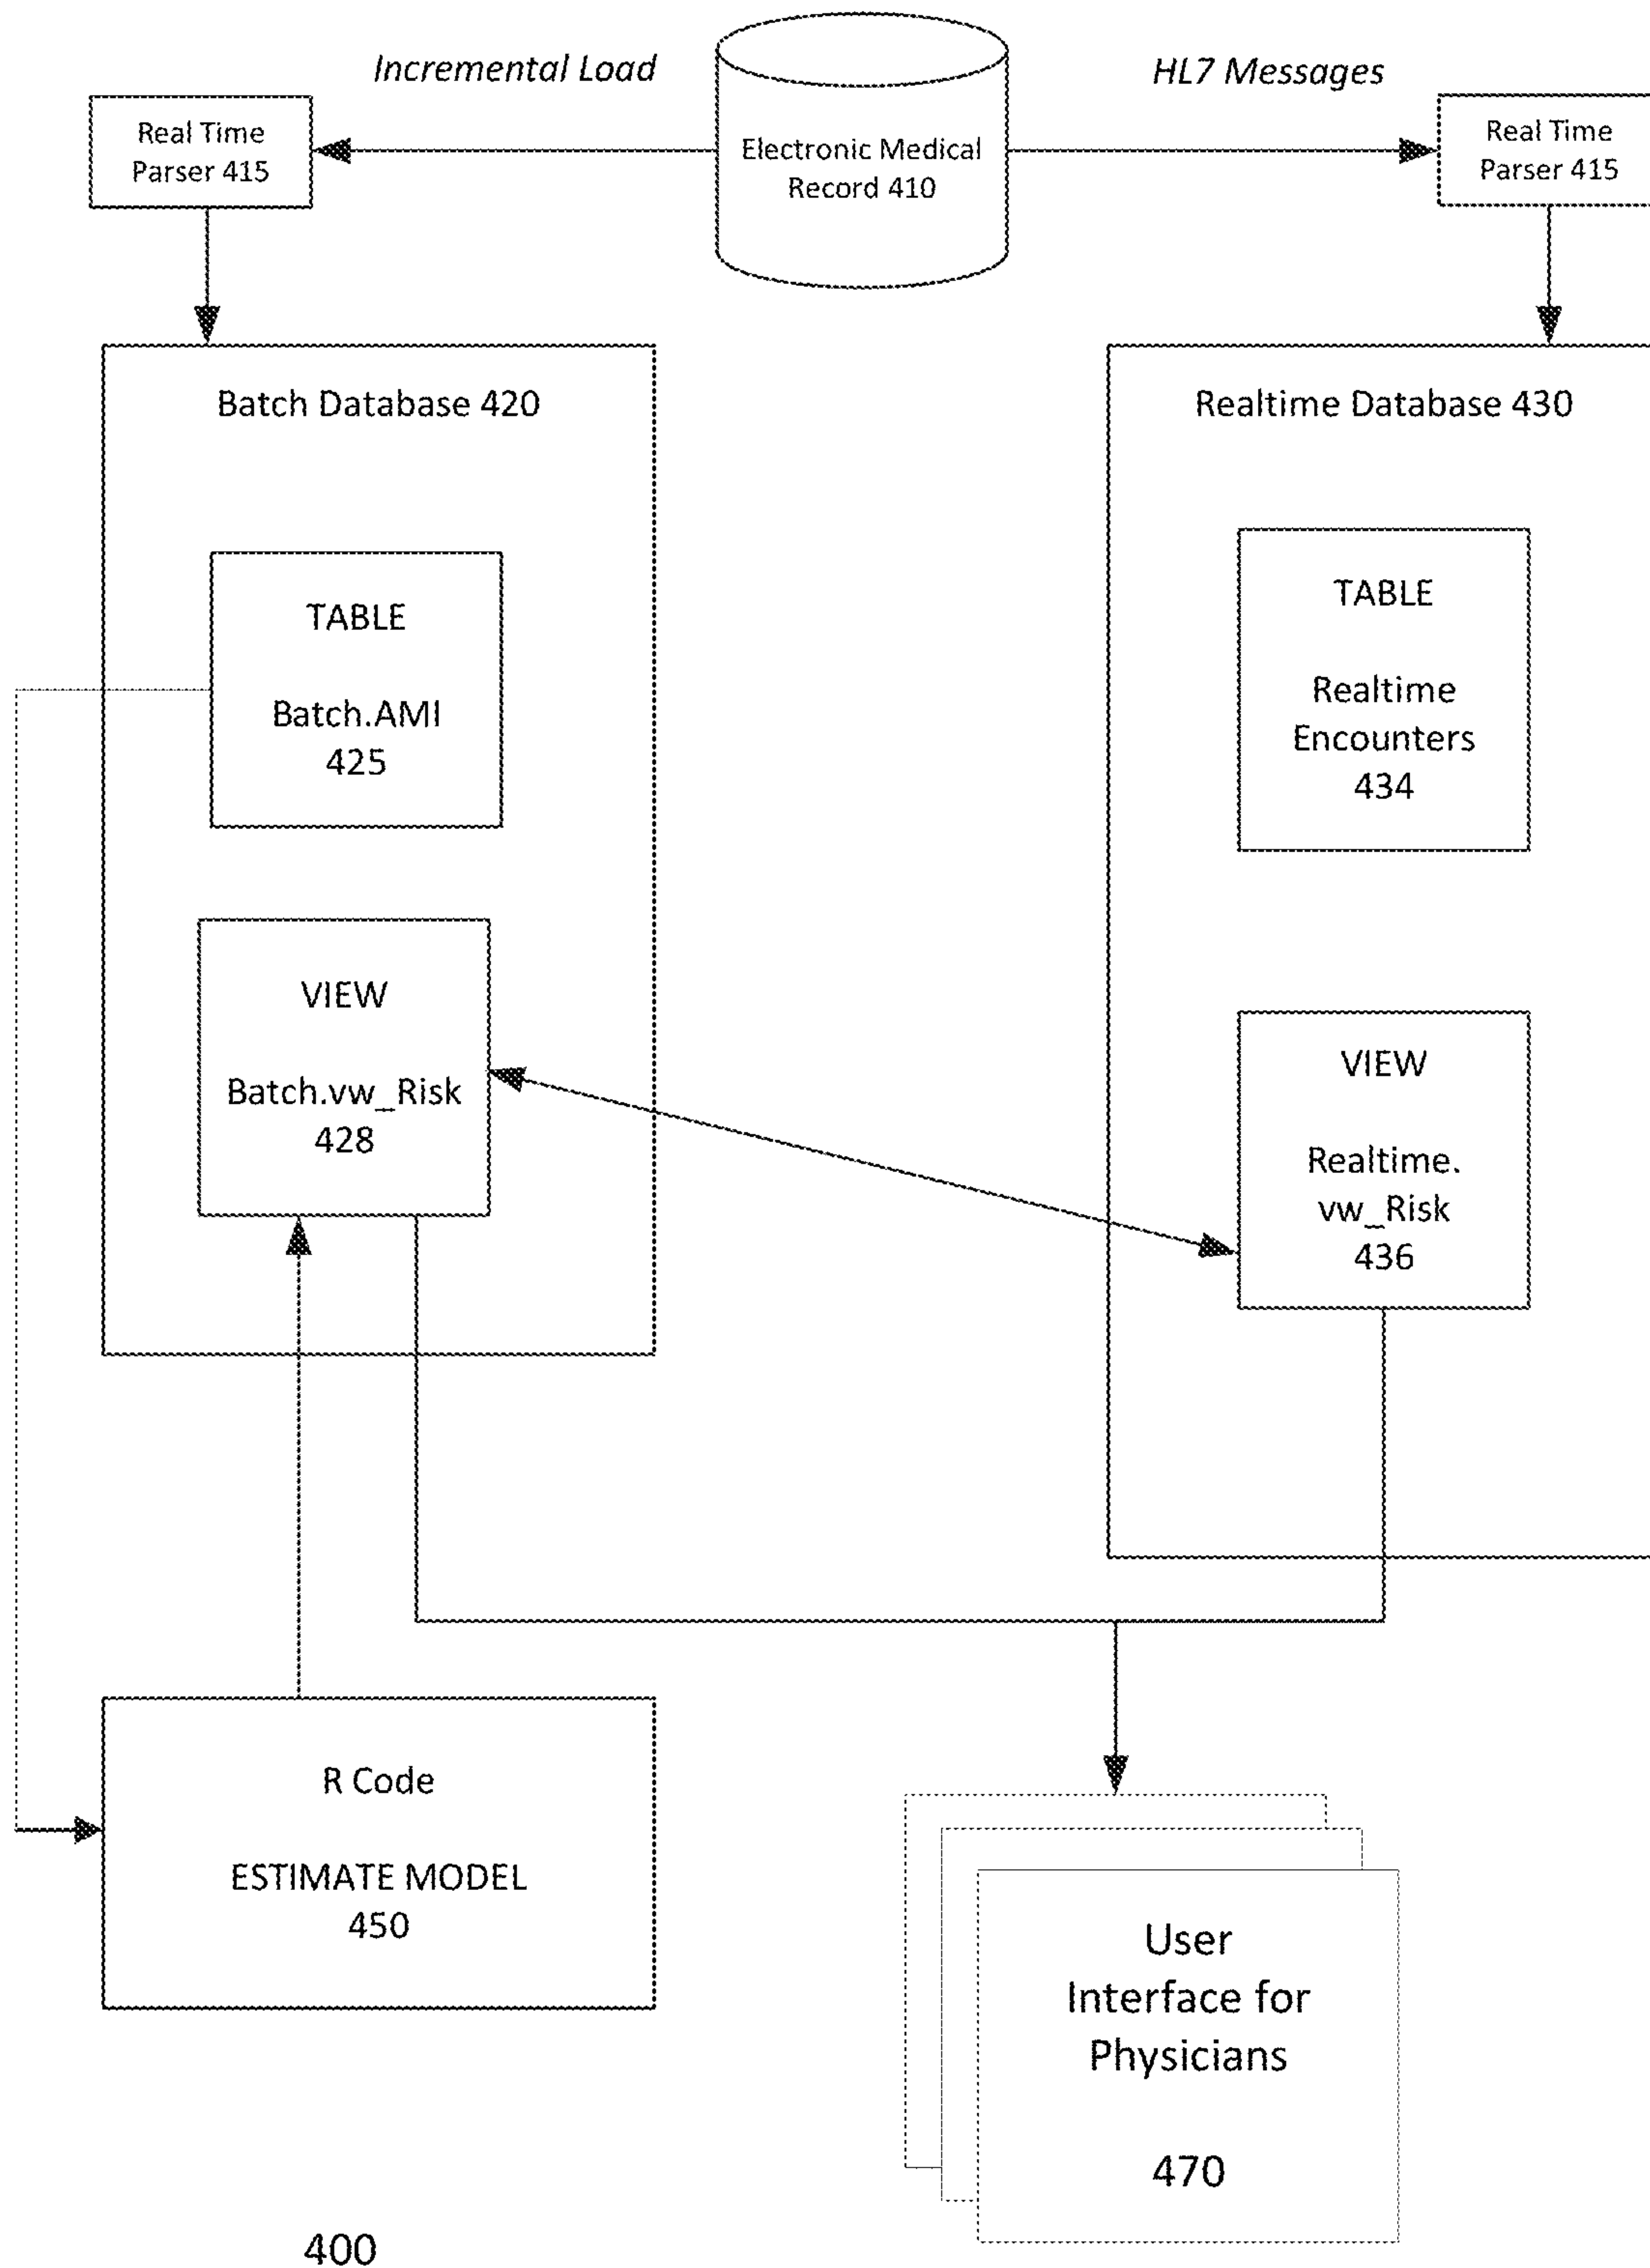 Incremental Load
HL7 Messages
Real Time
Parser 415
Electronic Medical
Record 410
Real Time
Parser 415
Batch Database 420
TABLE
Batch.AMI
425
VIEW
Batch.vw_Risk
428
Realtime Database 430
TABLE
Realtime
Encounters
434
VIEW
Realtime.
vw_Risk
436
R Code
ESTIMATE MODEL
450
User
Interface for
Physicians
470
400